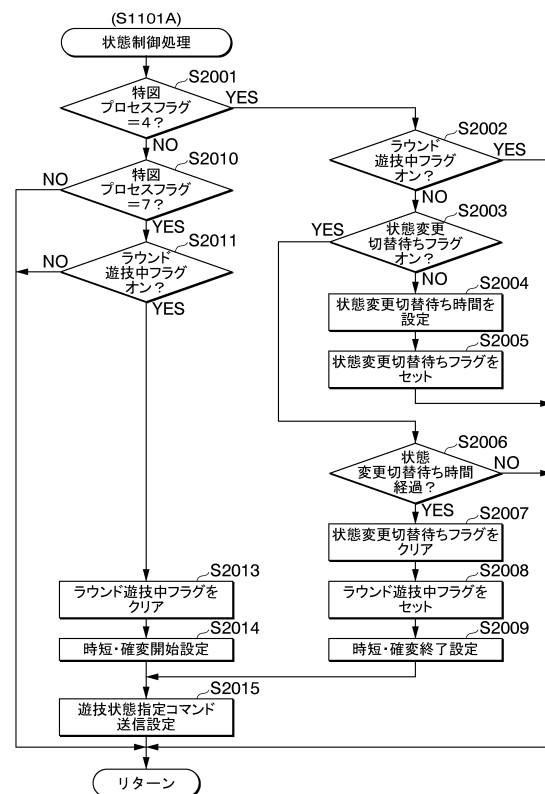 (S1101A)
状態制御処理
S2001
特図
プロセスフラグ
=4?
YES
NO
S2002
ラウンド
遊技中フラグ
オン?
YES
NO
S2010
特図
プロセスフラグ
=7?
NO
YES
S2003
状態変更
切替待ちフラグ
オン?
YES
NO
S2011
ラウンド
遊技中フラグ
オン?
NO
YES
S2004
状態変更切替待ち時間を
設定
S2005
状態変更切替待ちフラグを
セット
S2006
状態
変更切替待ち時間
経過?
NO
YES
S2007
状態変更切替待ちフラグを
クリア
S2013
ラウンド遊技中フラグを
クリア
S2008
ラウンド遊技中フラグを
セット
S2014
時短・確変開始設定
S2009
時短・確変終了設定
S2015
遊技状態指定コマンド
送信設定
リターン